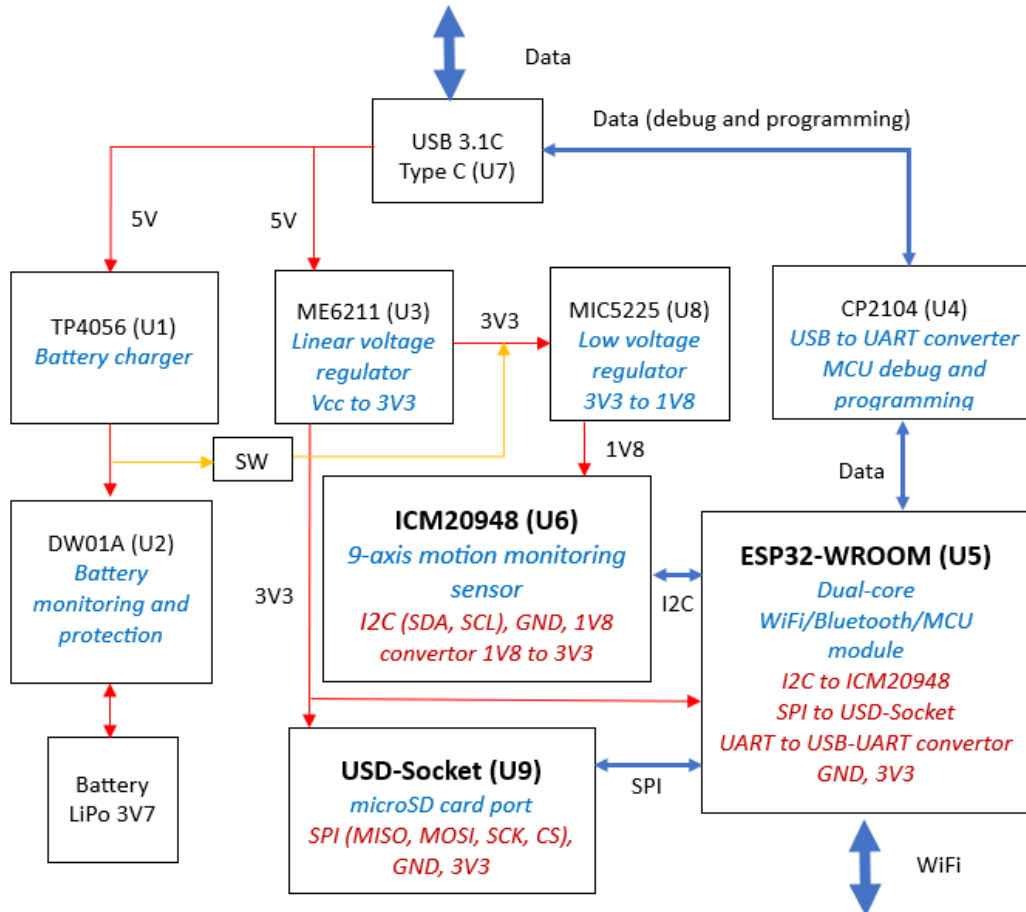 Data
Data (debug and programming)
USB 3.1C
Type C (U7)
5V
5V
TP4056 (U1)
Battery charger
ME6211 (U3)
Linear voltage
regulator
Vcc to 3V3
3V3
MIC5225 (U8)
Low voltage
regulator
3V3 to 1V8
CP2104 (U4)
USB to UART converter
MCU debug and
programming
SW
1V8
Data
DW01A (U2)
Battery
monitoring and
protection
3V3
ICM20948 (U6)
9-axis motion monitoring
sensor
I2C (SDA, SCL), GND, 1V8
convertor 1V8 to 3V3
I2C
ESP32-WROOM (U5)
Dual-core
WiFi/Bluetooth/MCU
module
I2C to ICM20948
SPI to USD-Socket
UART to USB-UART convertor
GND, 3V3
Battery
LiPo 3V7
USD-Socket (U9)
microSD card port
SPI (MISO, MOSI, SCK, CS),
GND, 3V3
SPI
WiFi